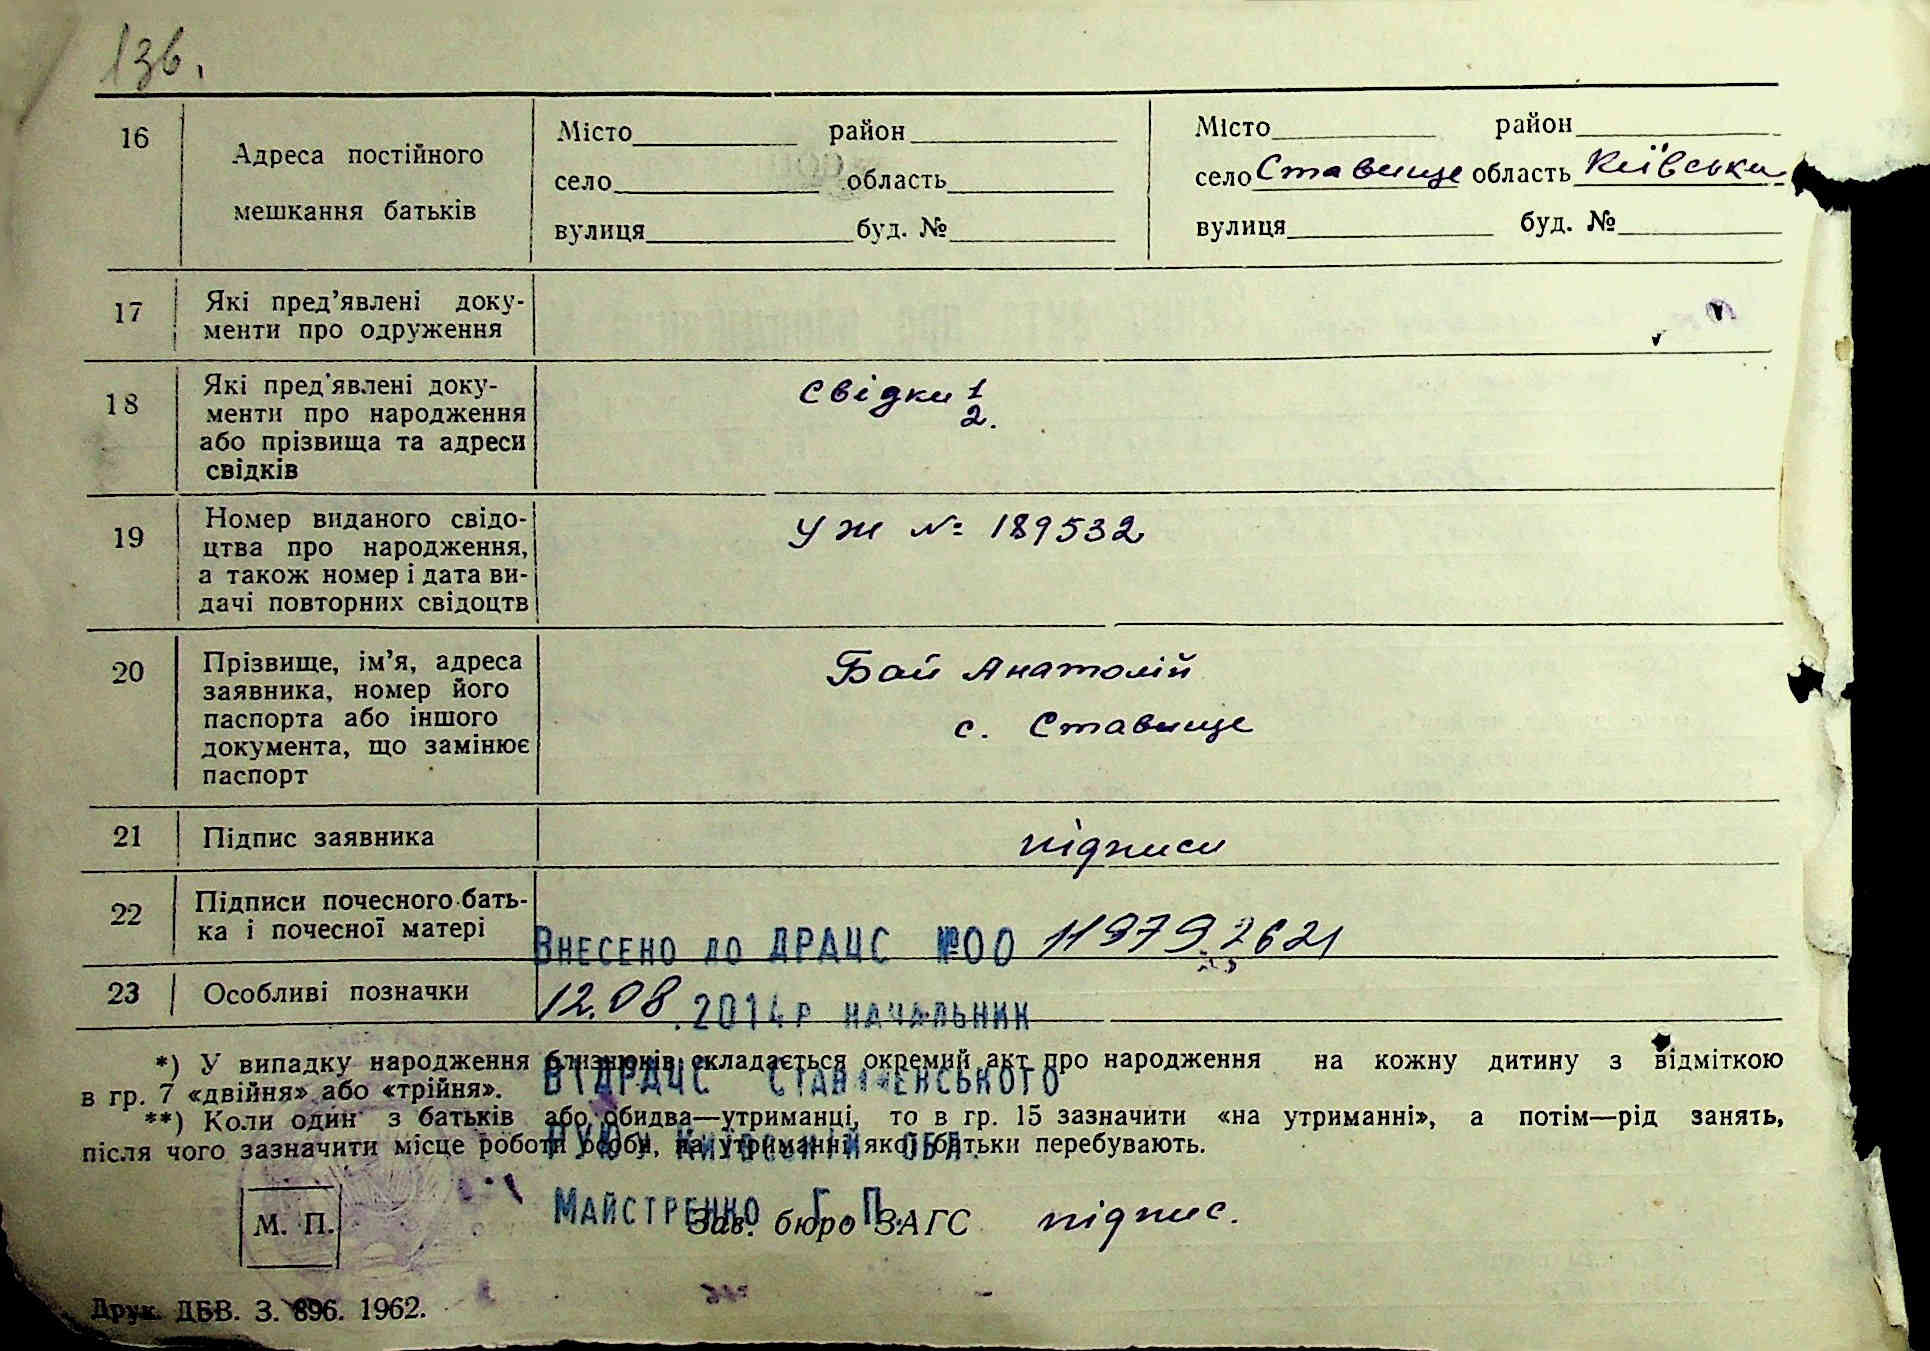 136.
16
Адреса постійного
мешкання батьків
Місто район
село область
вулиця буд. №
Місто район
село Ставище область Київська
вулиця буд. №
17
Які пред’явлені доку-
менти про одруження
18
Які пред’явлені доку-
менти про народження
або прізвища та адреси
свідків
Свідки 1
2.
19
Номер виданого свідо-
цтва про народження,
а також номер і дата ви-
дачі повторних свідоцтв
УЖ № 189532
20
Прізвище, ім’я, адреса
заявника, номер його
паспорта або іншого
документа, що замінює
паспорт
Бай Анатолій
с. Ставище
21
Підпис заявника
підписи
22
Підписи почесного бать-
ка і почесної матері
Внесено до ДРАЦС №00
23
Особливі позначки
12.08.2014р начальник
*) У випадку народження близнюків складається окремий акт про народження на кожну дитину з відміткою
в гр. 7 «двійня» або «трійня».
ВІДРАЦС
**) Коли один з батьків або обидва—утриманці, то в гр. 15 зазначити «на утриманні», а потім—рід занять,
після чого зазначити місце роботи особи, на утриманні якої батьки перебувають.
Київській обл.
Майстренко Г. П.
М. П.
Зав. бюро ЗАГС підпис.
Друк. ДБВ. З. 896. 1962.